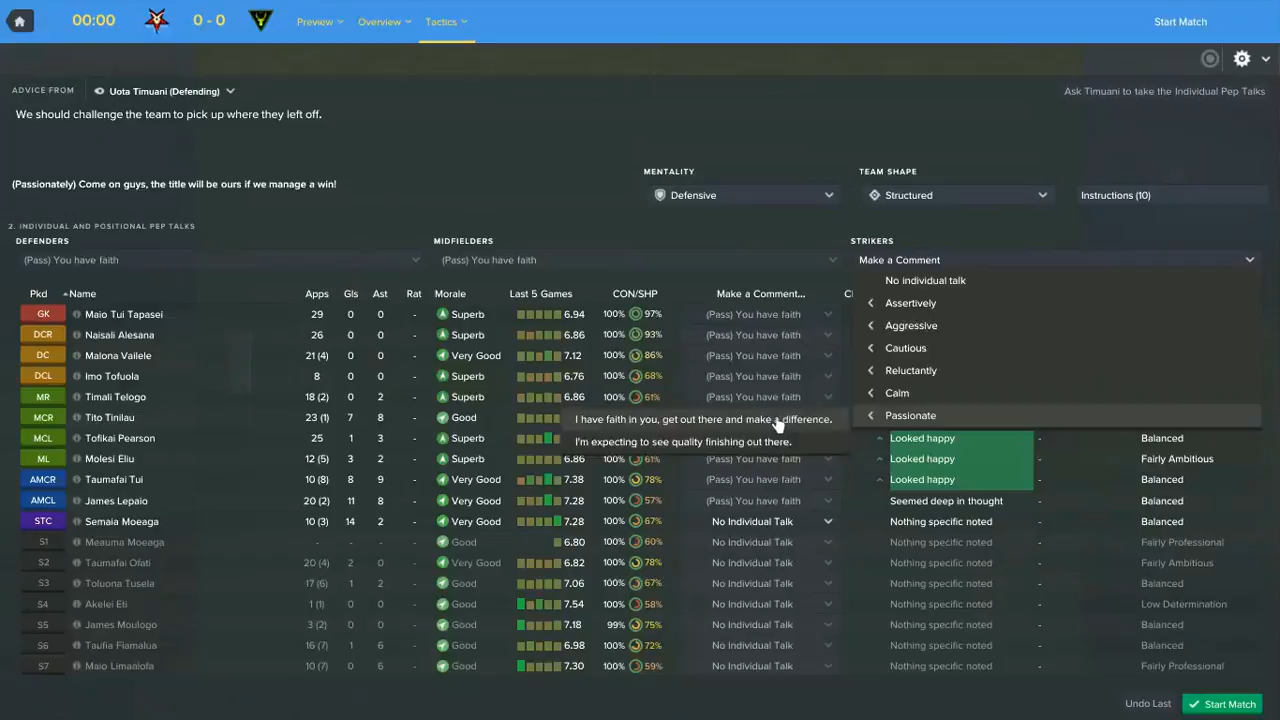 00:00 0 - 0 Preview Overview Tactics Start Match
ADVICE FROM Uota Timuani (Defending) Ask Timuani to take the Individual Pep Talks
We should challenge the team to pick up where they left off.
MENTALITY TEAM SHAPE
(Passionately) Come on guys, the title will be ours if we manage a win!
Defensive Structured Instructions (10)
2. INDIVIDUAL AND POSITIONAL PEP TALKS
DEFENDERS MIDFIELDERS STRIKERS
(Pass) You have faith (Pass) You have faith Make a Comment
No individual talk
Pkd Name Apps Gls Ast Rat Morale Last 5 Games CON/SHP Make a Comment...
Assertively
GK Maio Tui Tapasei 29 0 0 - Superb 6.94 100% 97% (Pass) You have faith
Aggressive
DCR Naisali Alesana 26 0 0 - Superb 6.86 100% 93% (Pass) You have faith
Cautious
DC Malona Vailele 21 (4) 0 0 - Very Good 7.12 100% 86% (Pass) You have faith
Reluctantly
DCL Imo Tofuola 8 0 0 - Superb 6.76 100% 68% (Pass) You have faith
Calm
MR Timali Telogo 18 (2) 0 2 - Superb 6.86 100% 61% (Pass) You have faith
Passionate
MCR Tito Tinilau 23 (1) 7 8 - Good I have faith in you, get out there and make a difference.
MCL Tofikai Pearson 25 1 3 - Superb I'm expecting to see quality finishing out there. Looked happy - Balanced
ML Molesi Eliu 12 (5) 3 2 - Superb 6.86 100% 61% (Pass) You have faith Looked happy - Fairly Ambitious
AMCR Taumafai Tui 10 (8) 8 9 - Very Good 7.38 100% 78% (Pass) You have faith Looked happy - Balanced
AMCL James Lepaio 20 (2) 11 8 - Very Good 7.28 100% 57% (Pass) You have faith Seemed deep in thought - Balanced
STC Semaia Moeaga 10 (3) 14 2 - Very Good 7.28 100% 67% No Individual Talk Nothing specific noted - Balanced
S1 Meauma Moeaga - - - - Good 6.80 100% 60% No Individual Talk Nothing specific noted - Fairly Professional
S2 Taumafai Ofati 20 (4) 2 0 - Very Good 6.82 100% 78% No Individual Talk Nothing specific noted - Fairly Ambitious
S3 Toluona Tusela 17 (6) 1 2 - Good 7.06 100% 67% No Individual Talk Nothing specific noted - Balanced
S4 Akelei Eti 1 (1) 0 0 - Good 7.54 100% 58% No Individual Talk Nothing specific noted - Low Determination
S5 James Moulogo 3 (2) 0 0 - Good 7.18 99% 75% No Individual Talk Nothing specific noted - Balanced
S6 Taufia Fiamalua 16 (7) 1 6 - Good 6.98 100% 72% No Individual Talk Nothing specific noted - Balanced
S7 Maio Limaalofa 10 (7) 0 6 - Good 7.30 100% 59% No Individual Talk Nothing specific noted - Fairly Professional
Undo Last Start Match